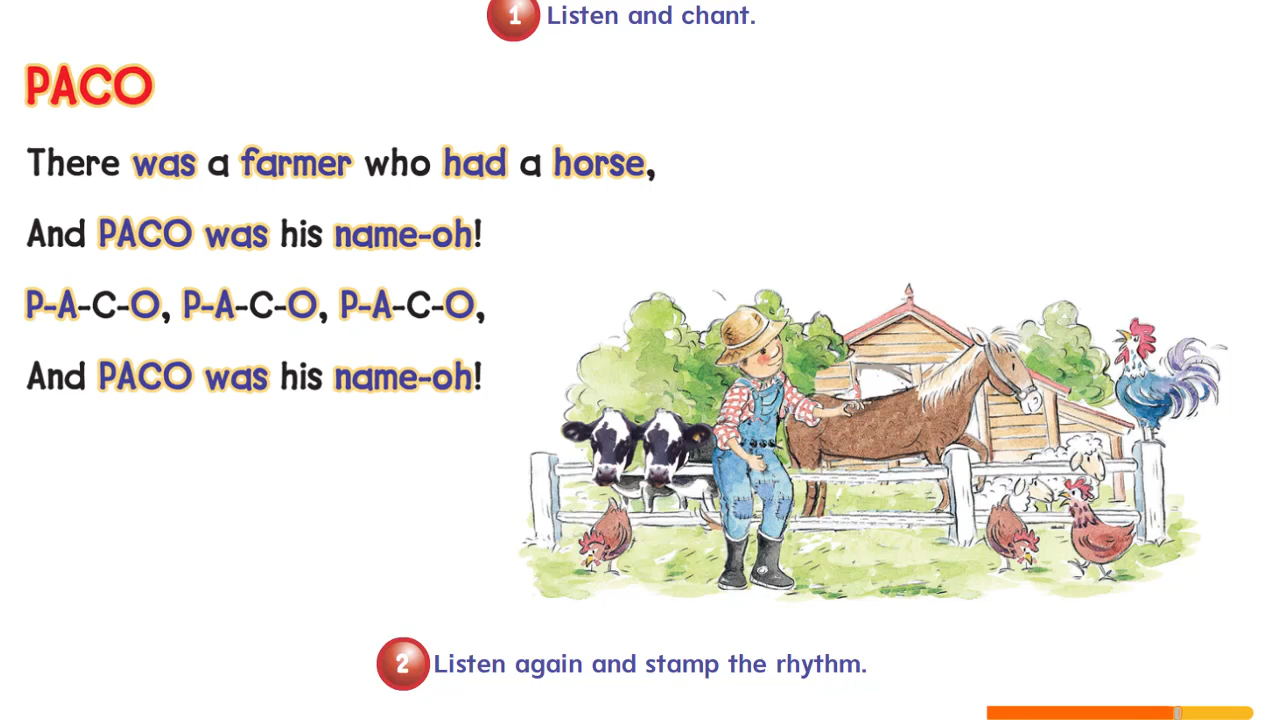 1 Listen and chant.
PACO
There was a farmer who had a horse,
And PACO was his name-oh!
P-A-C-O, P-A-C-O, P-A-C-O,
And PACO was his name-oh!
2 Listen again and stamp the rhythm.